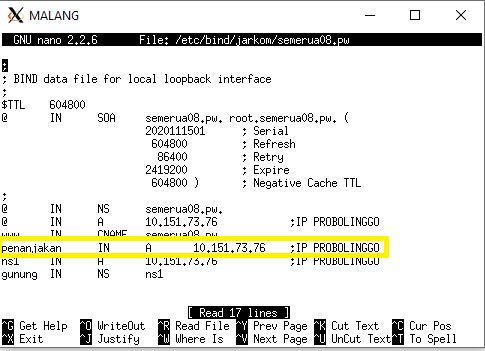 MALANG
GNU nano 2.2.6 File: /etc/bind/jarkom/semerua08.pw
;
; BIND data file for local loopback interface
;
$TTL 604800
@ IN SOA semerua08.pw. root.semerua08.pw. (
2020111501 ; Serial
604800 ; Refresh
86400 ; Retry
2419200 ; Expire
604800 ) ; Negative Cache TTL
;
@ IN NS semerua08.pw.
@ IN A 10.151.73.76 ;IP PROBOLINGGO
www IN CNAME semerua08.pw.
penanjakan IN A 10.151.73.76 ;IP PROBOLINGGO
ns1 IN A 10.151.73.76 ;IP PROBOLINGGO
gunung IN NS ns1
[ Read 17 lines ]
^G Get Help ^O WriteOut ^R Read File ^Y Prev Page ^K Cut Text ^C Cur Pos
^X Exit ^J Justify ^W Where Is ^V Next Page ^U UnCut Text ^T To Spell